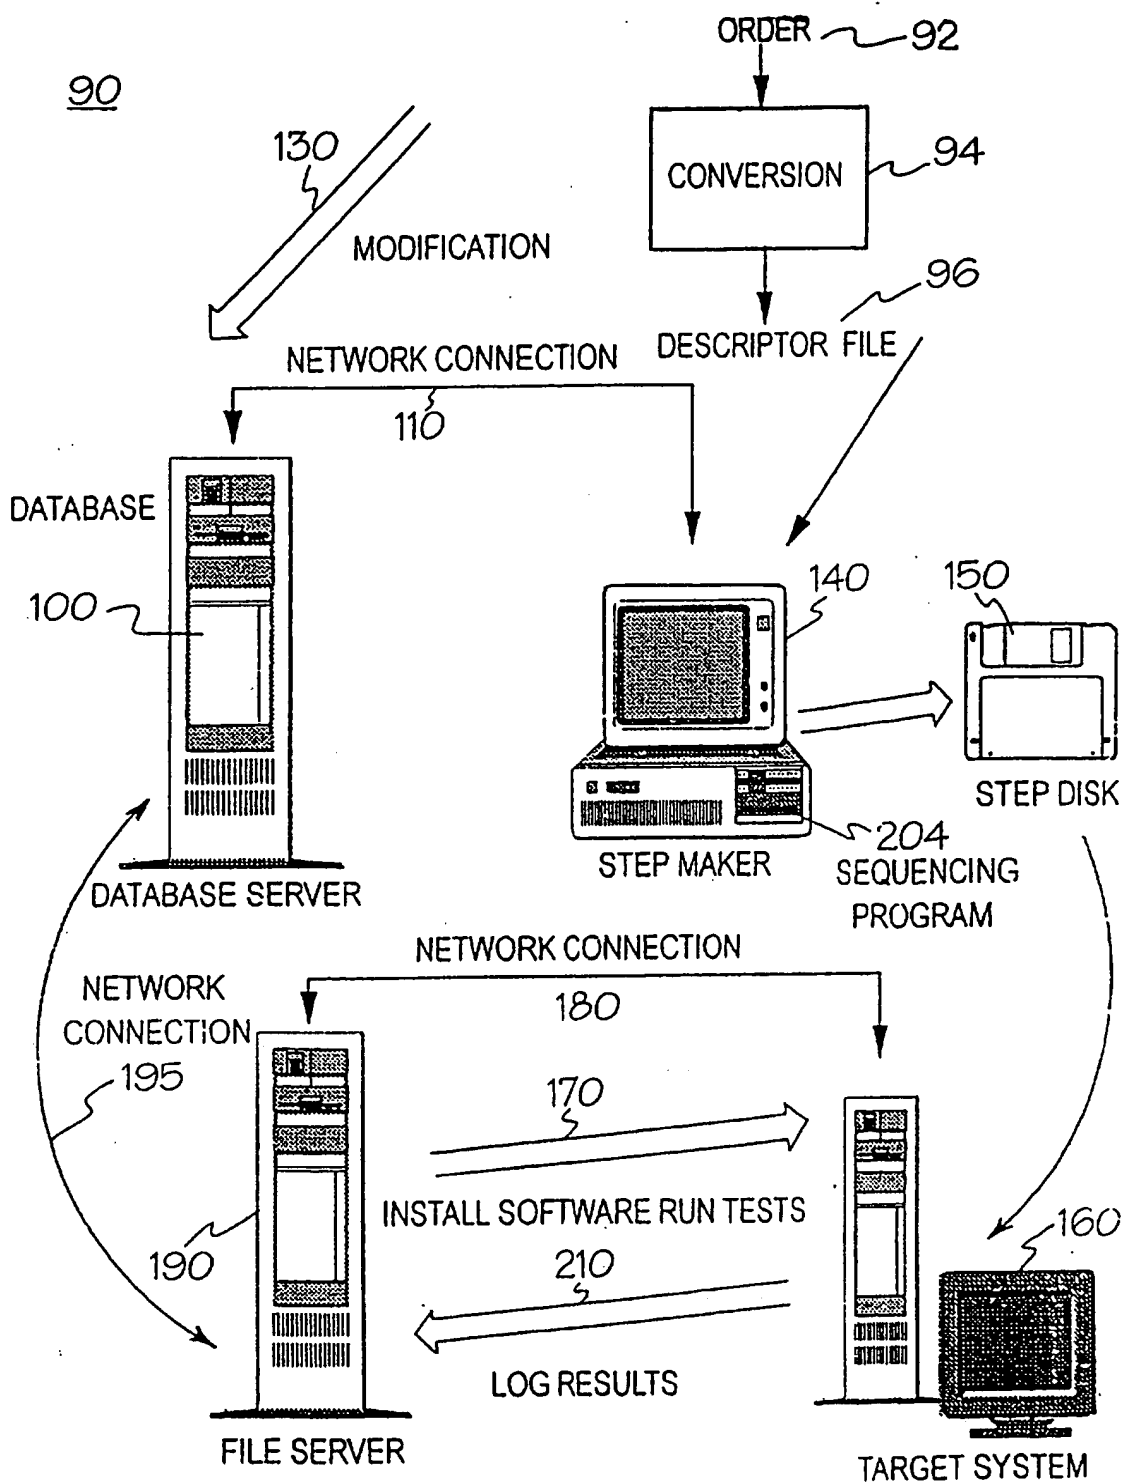 ORDER 92
90
130
CONVERSION 94
MODIFICATION
96
DESCRIPTOR FILE
NETWORK CONNECTION
110
DATABASE
100
140
150
STEP DISK
204
STEP MAKER
SEQUENCING
PROGRAM
DATABASE SERVER
NETWORK CONNECTION
180
NETWORK
CONNECTION
195
170
INSTALL SOFTWARE RUN TESTS
160
190
210
LOG RESULTS
FILE SERVER
TARGET SYSTEM